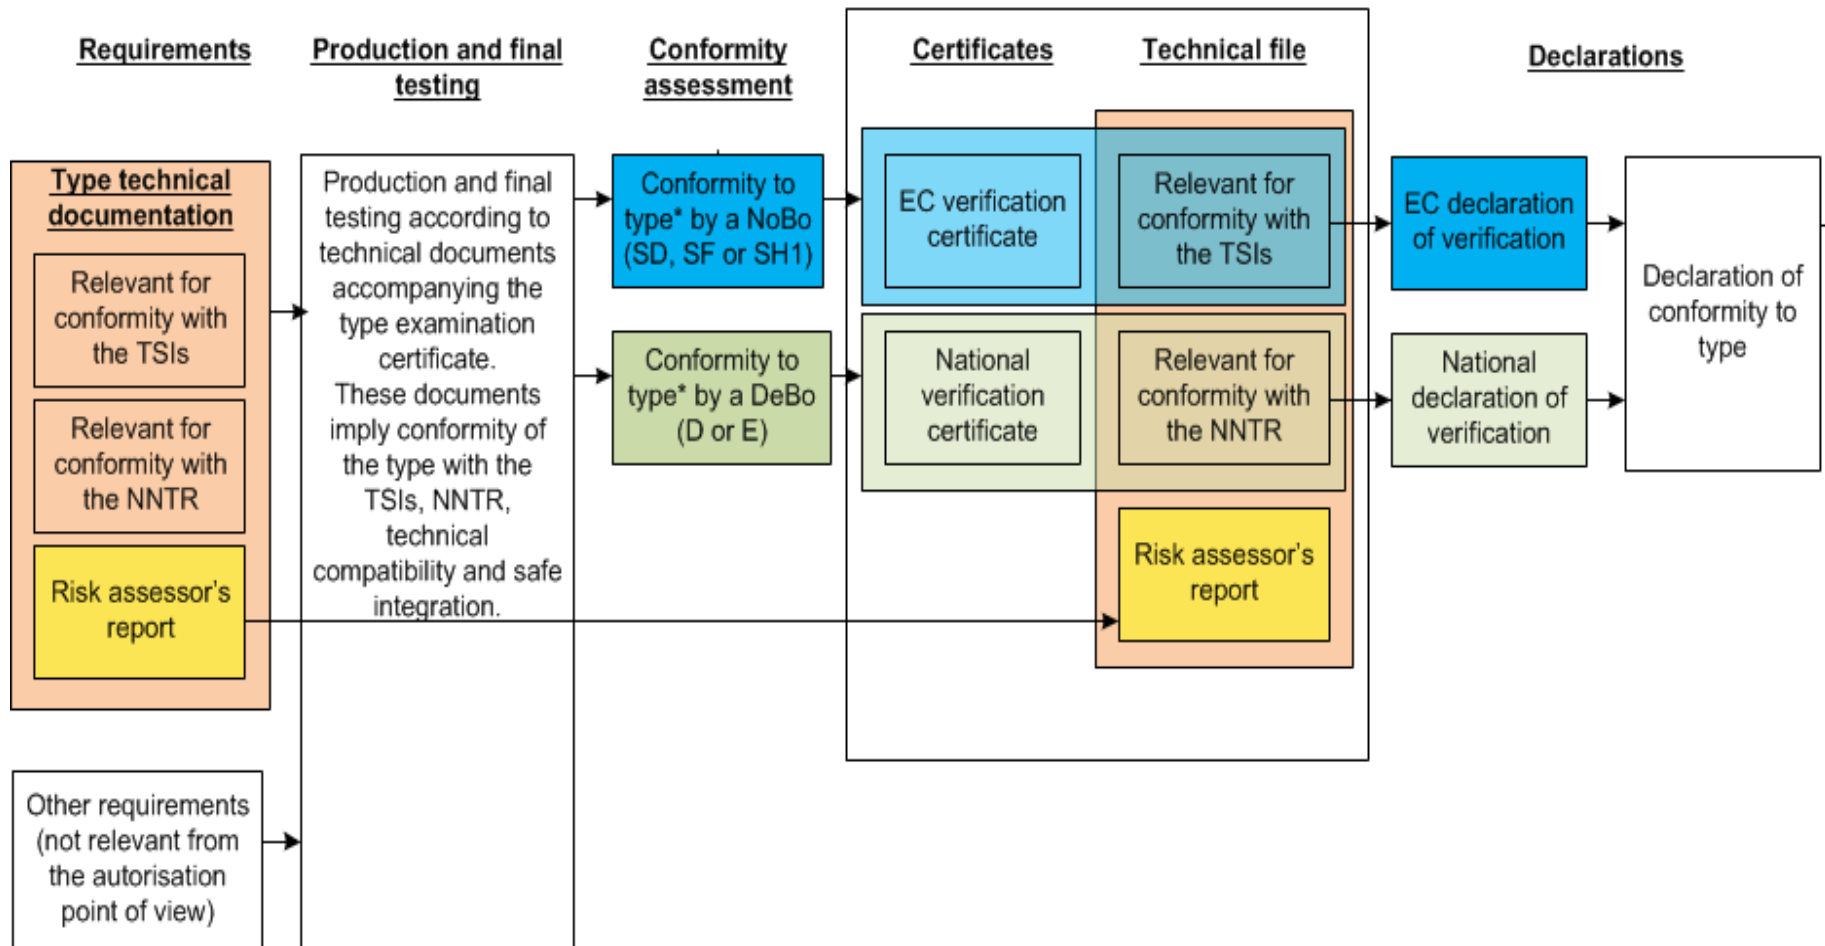 Requirements
Production and final
testing
Conformity
assessment
Certificates
Technical file
Declarations
Type technical
documentation
Relevant for
conformity with
the TSIs
Relevant for
conformity with
the NNTR
Risk assessor's
report
Other requirements
(not relevant from
the autorisation
point of view)
Production and final
testing according to
technical documents
accompanying the
type examination
certificate.
These documents
imply conformity of
the type with the
TSIs, NNTR,
technical
compatibility and safe
integration.
Conformity to
type* by a NoBo
(SD, SF or SH1)
Conformity to
type* by a DeBo
(D or E)
EC verification
certificate
National
verification
certificate
Relevant for
conformity with
the TSIs
Relevant for
conformity with
the NNTR
Risk assessor's
report
EC declaration
of verification
National
declaration of
verification
Declaration of
conformity to
type